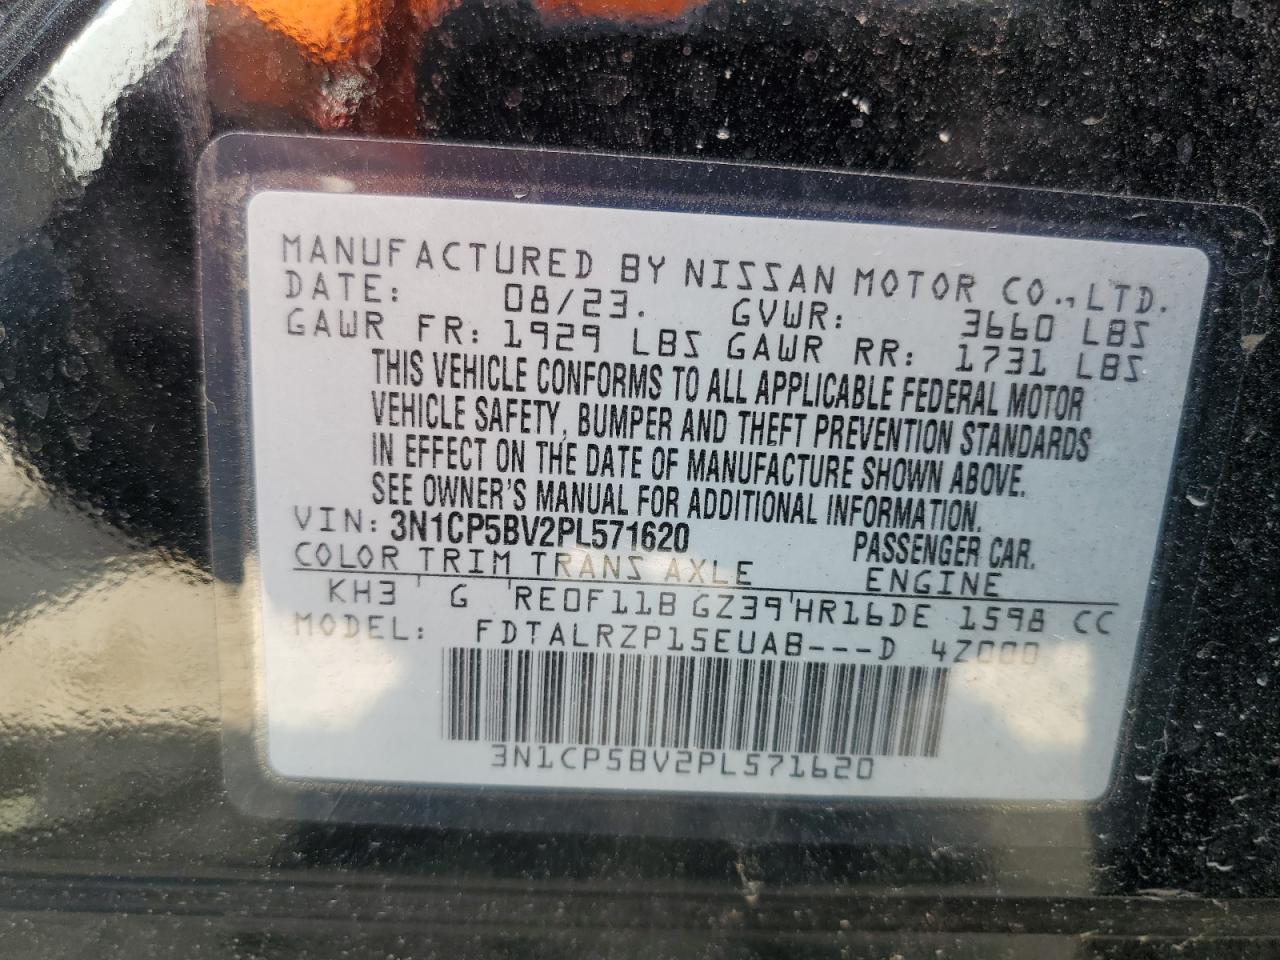 MANUFACTURED BY NISSAN MOTOR CO., LTD.
DATE: 08/23. GVWR: 3660 LBS
GAWR FR: 1929 LBS GAWR RR: 1731 LBS
THIS VEHICLE CONFORMS TO ALL APPLICABLE FEDERAL MOTOR
VEHICLE SAFETY, BUMPER AND THEFT PREVENTION STANDARDS
IN EFFECT ON THE DATE OF MANUFACTURE SHOWN ABOVE.
SEE OWNER'S MANUAL FOR ADDITIONAL INFORMATION.
VIN: 3N1CP5BV2PL571620 PASSENGER CAR.
COLOR TRIM TRANS AXLE ENGINE
KH3 G RE0F11B GZ39 HR16DE 1598 CC
MODEL: FDTALRZP15EUAB---D 4Z000
3N1CP5BV2PL571620